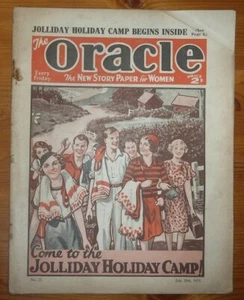 JOLLIDAY HOLIDAY CAMP BEGINS INSIDE
The
Oracle
Every
Friday
2D
The NEW STORY PAPER for WOMEN
Come to the
JOLLIDAY HOLIDAY CAMP!